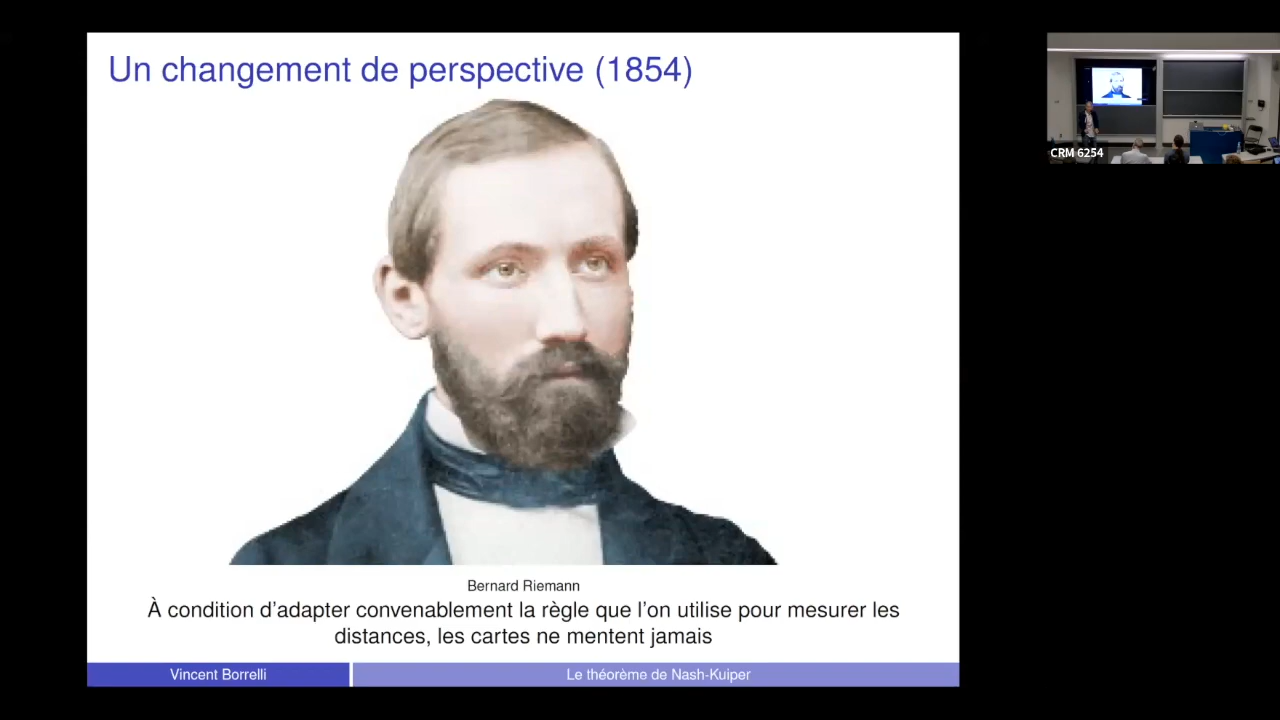 Un changement de perspective (1854)
CRM 6254
Bernard Riemann
À condition d'adapter convenablement la règle que l'on utilise pour mesurer les
distances, les cartes ne mentent jamais
Vincent Borrelli
Le théorème de Nash-Kuiper